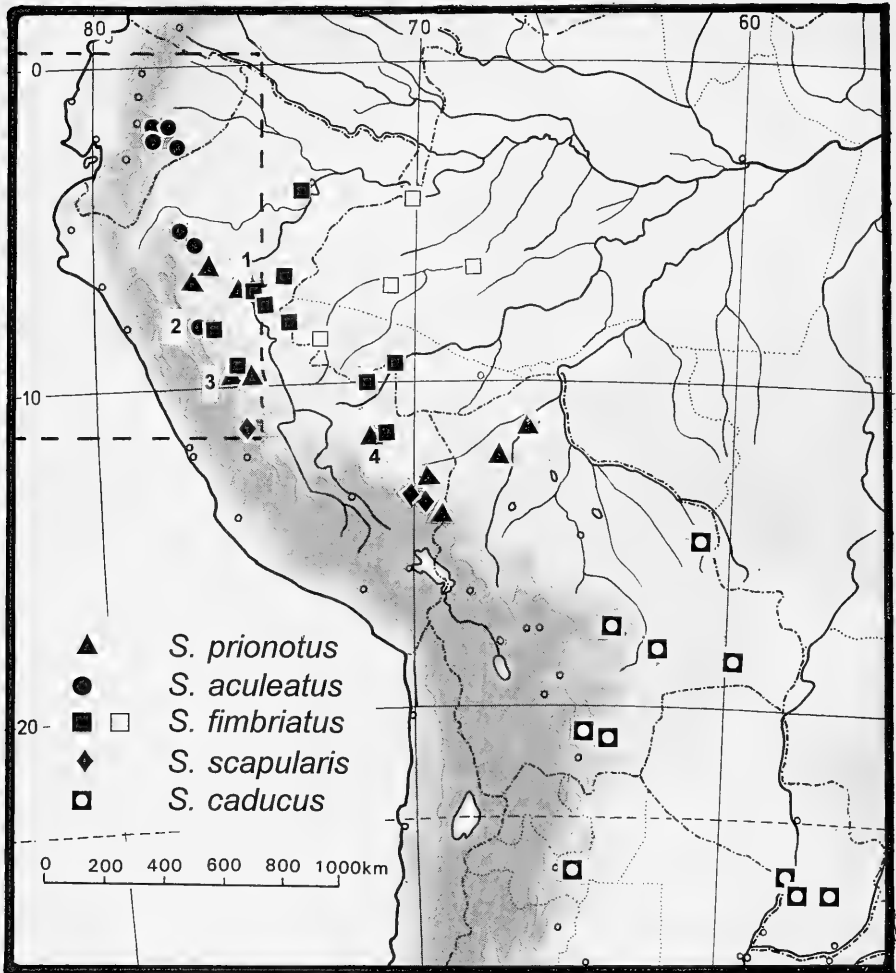 80 70 60
0
1
2
3
10
4
S. prionotus
S. aculeatus
20
S. fimbriatus
S. scapularis
S. caducus
0 200 400 600 800 1000km